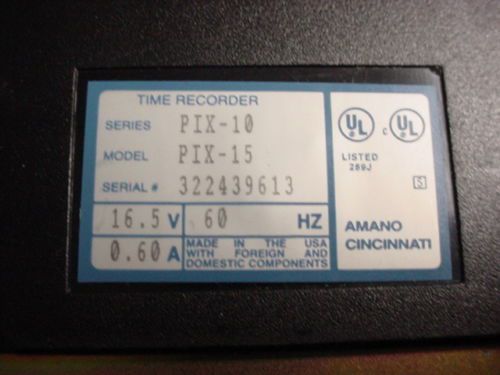 TIME RECORDER
SERIES PIX-10
MODEL PIX-15
SERIAL # 322439613
16.5 V 60 HZ
0.60 A MADE IN THE USA
WITH FOREIGN AND
DOMESTIC COMPONENTS
UL C UL
LISTED
269J
S
AMANO
CINCINNATI